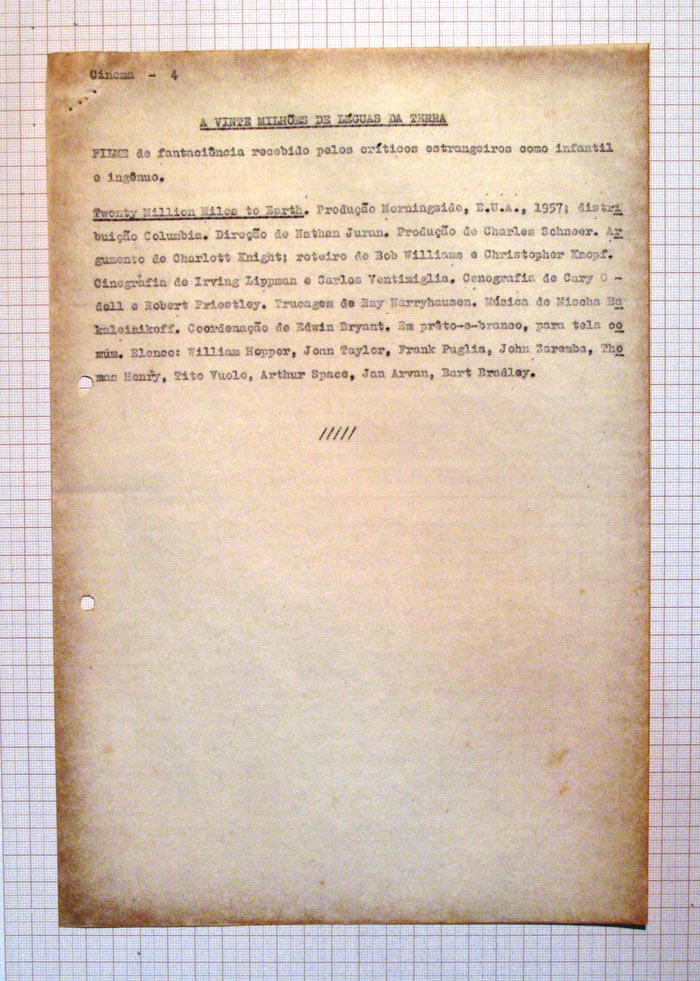 Cinema - 4
A VINTE MILHÕES DE LÉGUAS DA TERRA
FILME de fantaciência recebido pelos críticos estrangeiros como infantil
e ingênuo.
Twenty Million Miles to Earth. Produção Morningside, E.U.A., 1957; distri
buição Columbia. Direção de Nathan Juran. Produção de Charles Schneer. Ar
gumento de Charlott Knight; roteiro de Bob Williams e Christopher Knopf.
Cinegrafia de Irving Lippman e Carlos Ventimiglia. Cenografia de Cary O -
dell e Robert Priestley. Trucagem de Ray Harryhausen. Música de Mischa Ba
kaleinikoff. Coordenação de Edwin Bryant. Em prêto-e-branco, para tela co
mum. Elenco: William Hopper, Joan Taylor, Frank Puglia, John Zaremba, Tho
mas Henry, Tito Vuolo, Arthur Space, Jan Arvan, Bart Bradley.
//i//